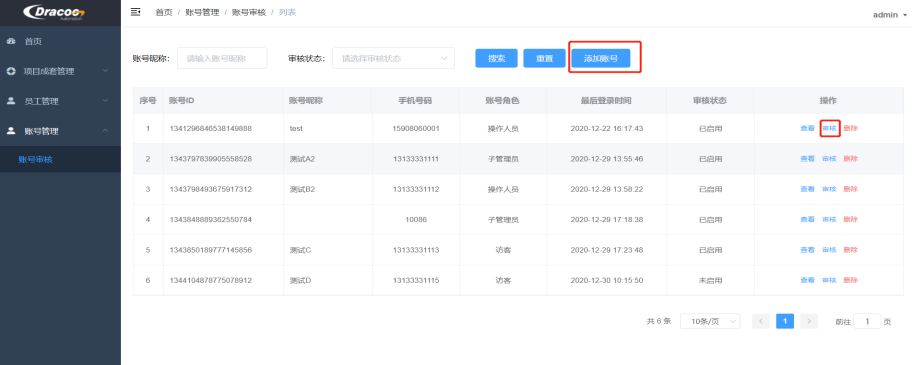 Dracoo
Automation
首页 / 账号管理 / 账号审核 / 列表
admin
首页
项目成套管理
员工管理
账号管理
账号审核
账号昵称： 请输入账号昵称 审核状态： 请选择审核状态 搜索 重置 添加账号
序号 账号ID 账号昵称 手机号码 账号角色 最后登录时间 审核状态 操作
1 1341296846538149888 test 15908060001 操作人员 2020-12-22 16:17:43 已启用 查看 审核 删除
2 1343797839905558528 测试A2 13133331111 子管理员 2020-12-29 13:55:46 已启用 查看 审核 删除
3 1343798493675917312 测试B2 13133331112 操作人员 2020-12-29 13:58:22 已启用 查看 审核 删除
4 1343848889362550784 10086 子管理员 2020-12-29 17:18:38 已启用 查看 审核 删除
5 1343850189777145856 测试C 13133331113 访客 2020-12-29 17:23:48 已启用 查看 审核 删除
6 1344104878775078912 测试D 13133331115 访客 2020-12-30 10:15:50 未启用 查看 审核 删除
共 6 条 10条/页 1 前往 1 页